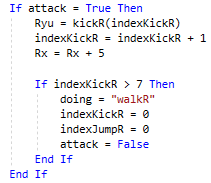 If attack = True Then
Ryu = kickR(indexKickR)
indexKickR = indexKickR + 1
Rx = Rx + 5
If indexKickR > 7 Then
doing = "walkR"
indexKickR = 0
indexJumpR = 0
attack = False
End If
End If